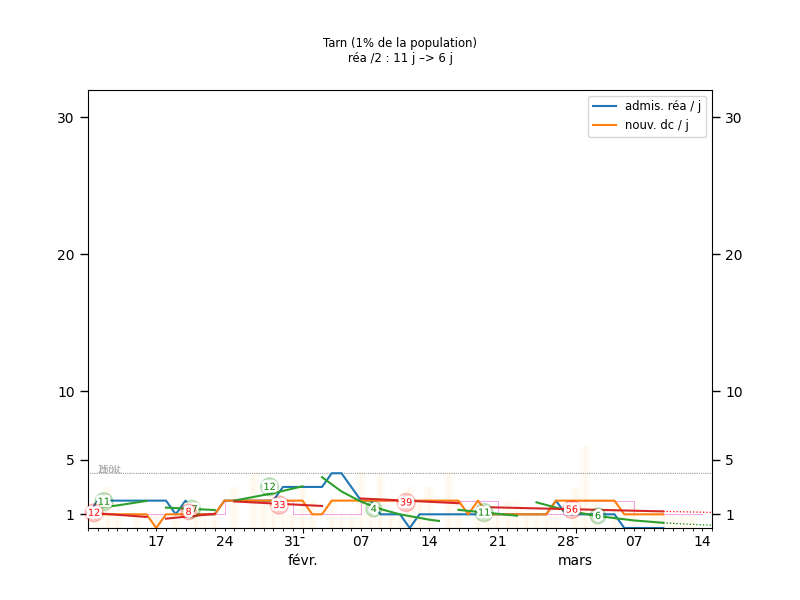 Tarn (1% de la population)
réa /2 : 11 j –> 6 j
admis. réa / j
nouv. dc / j
30 30
20 20
10 10
5 5
1 1
12 11 8 12 33 4 39 11 56 6
17 24 31 07 14 21 28 07 14
févr. mars